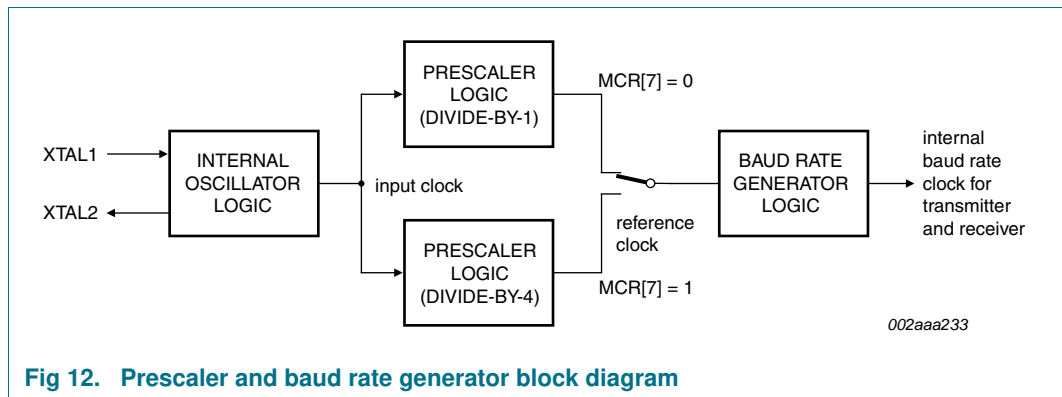 XTAL1
XTAL2
INTERNAL
OSCILLATOR
LOGIC
input clock
PRESCALER
LOGIC
(DIVIDE-BY-1)
MCR[7] = 0
PRESCALER
LOGIC
(DIVIDE-BY-4)
MCR[7] = 1
reference
clock
BAUD RATE
GENERATOR
LOGIC
internal
baud rate
clock for
transmitter
and receiver
002aaa233
Fig 12. Prescaler and baud rate generator block diagram